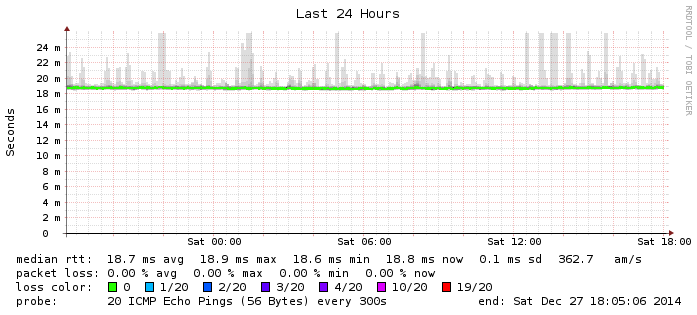 Last 24 Hours
RRDTOOL / TOBI OETIKER
Seconds
24 m
22 m
20 m
18 m
16 m
14 m
12 m
10 m
8 m
6 m
4 m
2 m
0
Sat 00:00 Sat 06:00 Sat 12:00 Sat 18:00
median rtt: 18.7 ms avg 18.9 ms max 18.6 ms min 18.8 ms now 0.1 ms sd 362.7 am/s
packet loss: 0.00 % avg 0.00 % max 0.00 % min 0.00 % now
loss color: 0 1/20 2/20 3/20 4/20 10/20 19/20
probe: 20 ICMP Echo Pings (56 Bytes) every 300s end: Sat Dec 27 18:05:06 2014